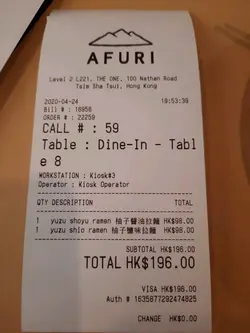 AFURI
Level 2 L221, THE ONE, 100 Nathan Road
Tsim Sha Tsui, Hong Kong
2020-04-24 19:53:39
Bill # : 16956
ORDER # : 22259
CALL # : 59
Table : Dine-In - Tabl
e 8
WORKSTATION : Kiosk#3
Operator : Kiosk Operator
QTY DESCRIPTION TOTAL
1 yuzu shoyu ramen 柚子醬油拉麵 HK$98.00
1 yuzu shio ramen 柚子鹽味拉麵 HK$98.00
SUBTOTAL HK$196.00
TOTAL HK$196.00
VISA HK$196.00
Auth # 1635877282474825
CHANGE HK$0.00